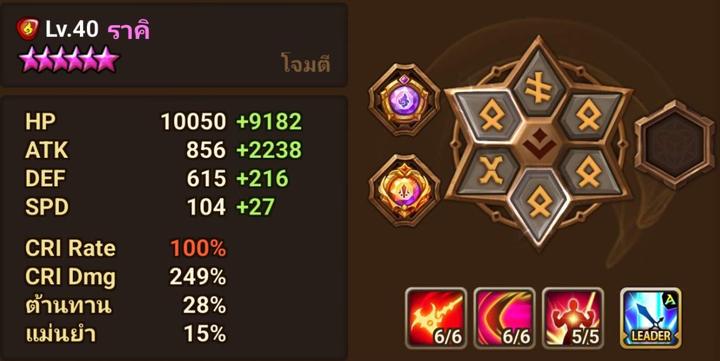 Lv.40 ราคิ
โจมตี
HP 10050 +9182
ATK 856 +2238
DEF 615 +216
SPD 104 +27
CRI Rate 100%
CRI Dmg 249%
ต้านทาน 28%
แม่นยำ 15%
6/6 6/6 5/5 LEADER